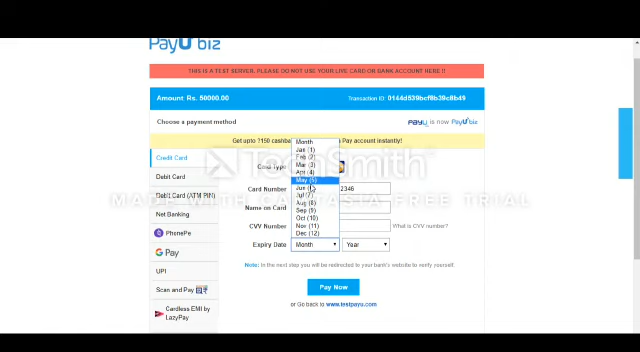 PayU biz
THIS IS A TEST SERVER. PLEASE DO NOT USE YOUR LIVE CARD OR BANK ACCOUNT HERE !!
Amount Rs. 50000.00
Choose a payment method
PayU is now PayU biz
Get upto ?150 cashba
Pay account instantly!
TechSmith
MADE WITH CAMTASIA FREE TRIAL
Credit Card
Debit Card
Debit Card (ATM PIN)
Net Banking
PhonePe
G Pay
UPI
Scan and Pay
Cardless EMI by
LazyPay
Card Type
Card Number
2346
Name on Card
CVV Number
What is CVV number?
Expiry Date
Month
Year
Month
Jan (1)
Feb (2)
Mar (3)
Apr (4)
May (5)
Jun
Jul (7)
Aug (8)
Sep (9)
Oct (10)
Nov (11)
Dec (12)
Note: In the next step you will be redirected to your bank's website to verify yourself.
Pay Now
or Go back to www.testpayu.com